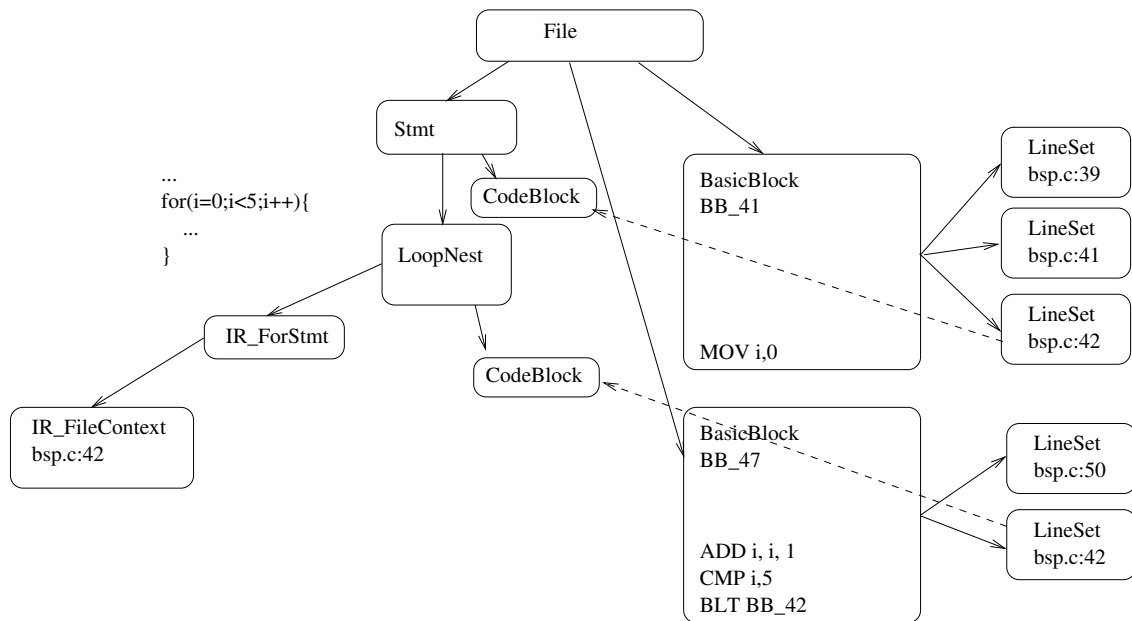 File
Stmt
...
for(i=0;i<5;i++){
...
}
CodeBlock
LoopNest
IR_ForStmt
CodeBlock
IR_FileContext
bsp.c:42
BasicBlock
BB_41
MOV i,0
LineSet
bsp.c:39
LineSet
bsp.c:41
LineSet
bsp.c:42
BasicBlock
BB_47
ADD i, i, 1
CMP i,5
BLT BB_42
LineSet
bsp.c:50
LineSet
bsp.c:42